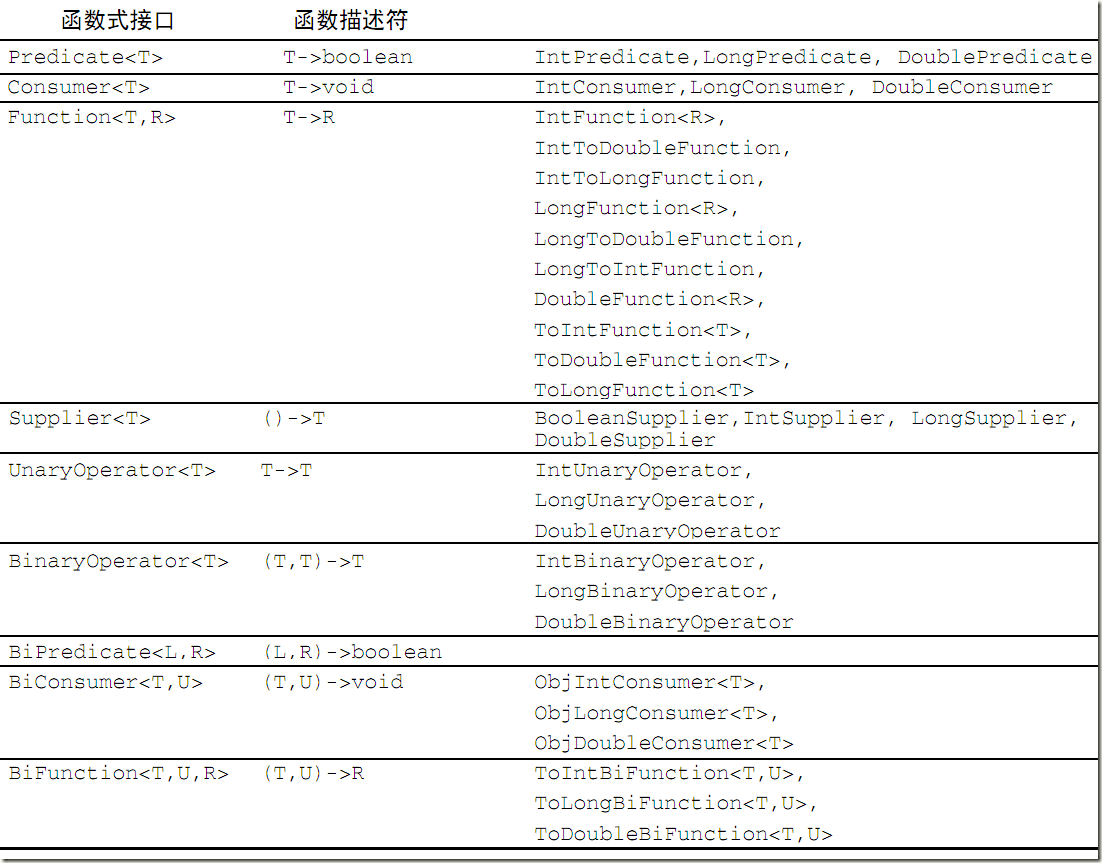 函数式接口 函数描述符
Predicate<T> T->boolean IntPredicate,LongPredicate, DoublePredicate
Consumer<T> T->void IntConsumer,LongConsumer, DoubleConsumer
Function<T,R> T->R IntFunction<R>,
IntToDoubleFunction,
IntToLongFunction,
LongFunction<R>,
LongToDoubleFunction,
LongToIntFunction,
DoubleFunction<R>,
ToIntFunction<T>,
ToDoubleFunction<T>,
ToLongFunction<T>
Supplier<T> ()->T BooleanSupplier,IntSupplier, LongSupplier,
DoubleSupplier
UnaryOperator<T> T->T IntUnaryOperator,
LongUnaryOperator,
DoubleUnaryOperator
BinaryOperator<T> (T,T)->T IntBinaryOperator,
LongBinaryOperator,
DoubleBinaryOperator
BiPredicate<L,R> (L,R)->boolean
BiConsumer<T,U> (T,U)->void ObjIntConsumer<T>,
ObjLongConsumer<T>,
ObjDoubleConsumer<T>
BiFunction<T,U,R> (T,U)->R ToIntBiFunction<T,U>,
ToLongBiFunction<T,U>,
ToDoubleBiFunction<T,U>